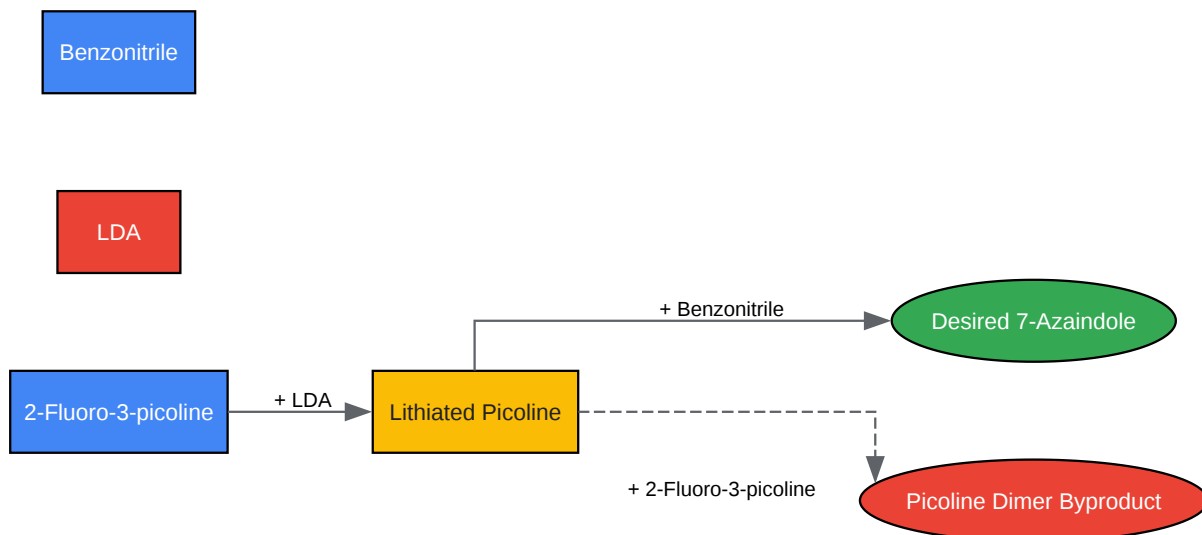 Benzonitrile
LDA
+ Benzonitrile
Desired 7-Azaindole
2-Fluoro-3-picoline
+ LDA
Lithiated Picoline
+ 2-Fluoro-3-picoline
Picoline Dimer Byproduct